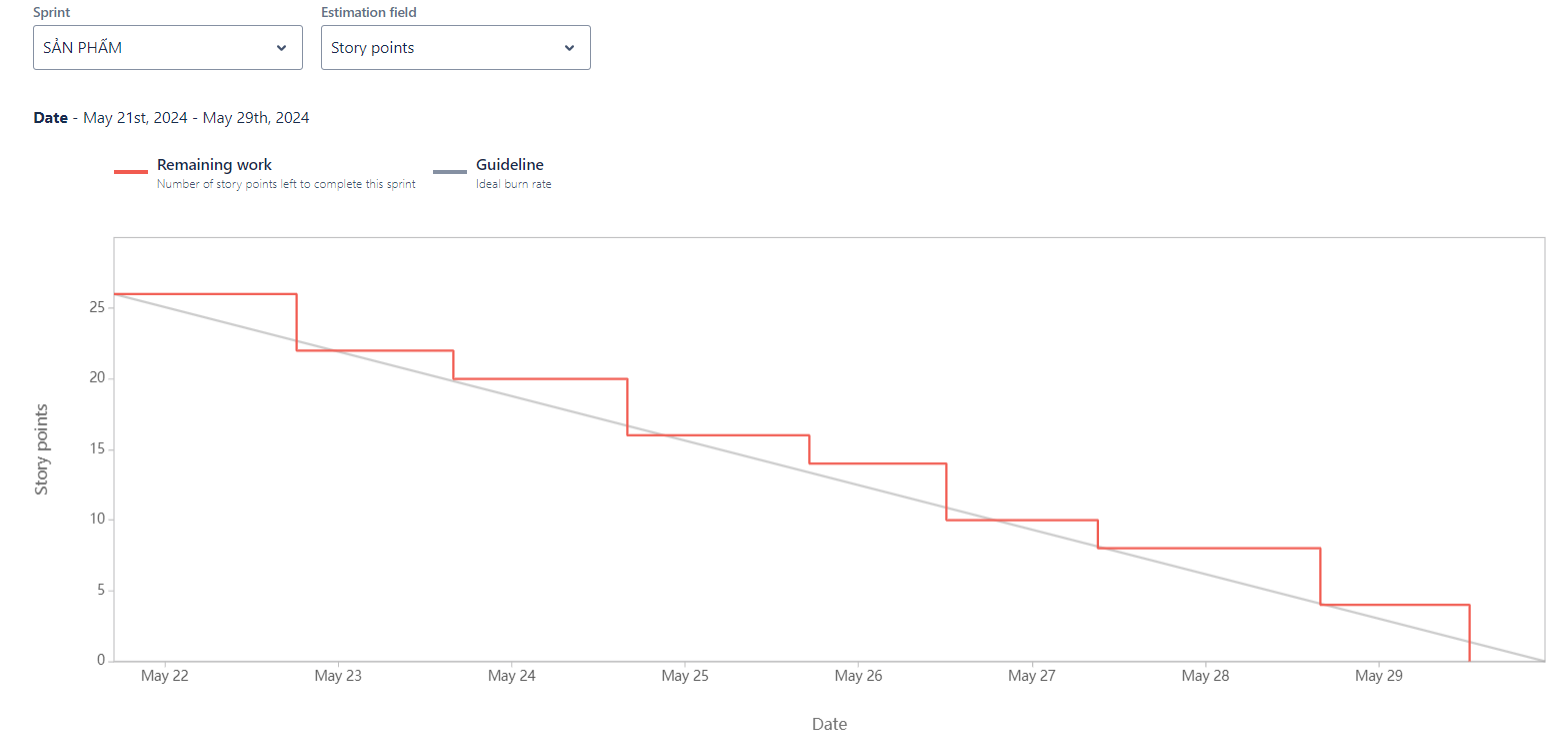 Sprint
Estimation field
SẢN PHẨM
Story points
Date - May 21st, 2024 - May 29th, 2024
Remaining work
Number of story points left to complete this sprint
Guideline
Ideal burn rate
25
20
15
10
5
0
Story points
May 22
May 23
May 24
May 25
May 26
May 27
May 28
May 29
Date